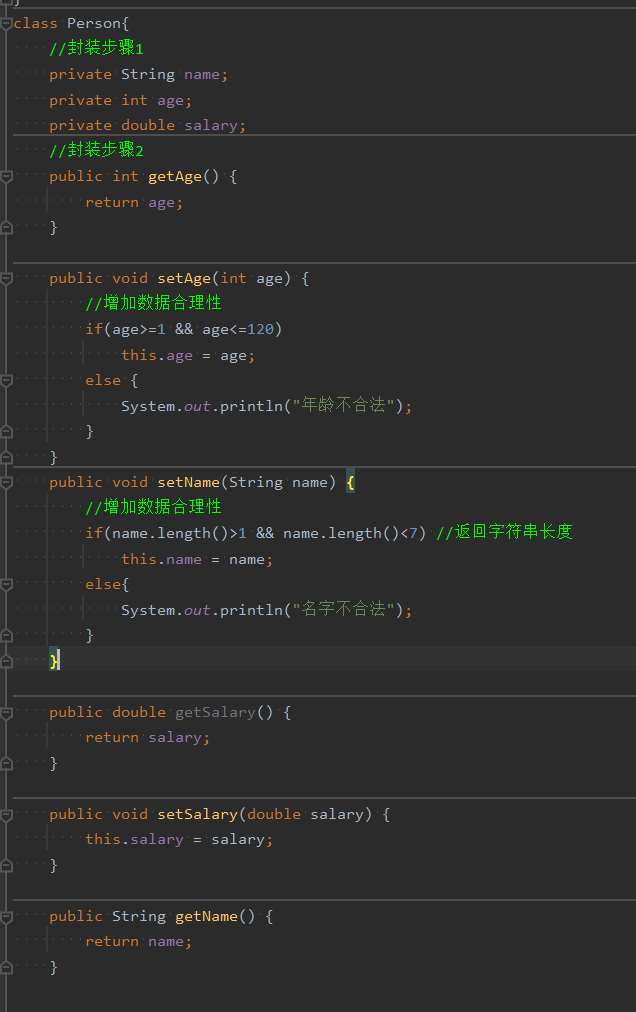 }
class Person{
//封装步骤1
private String name;
private int age;
private double salary;
//封装步骤2
public int getAge() {
return age;
}
public void setAge(int age) {
//增加数据合理性
if(age>=1 && age<=120)
this.age = age;
else {
System.out.println("年龄不合法");
}
}
public void setName(String name) {
//增加数据合理性
if(name.length()>1 && name.length()<7) //返回字符串长度
this.name = name;
else{
System.out.println("名字不合法");
}
}
public double getSalary() {
return salary;
}
public void setSalary(double salary) {
this.salary = salary;
}
public String getName() {
return name;
}